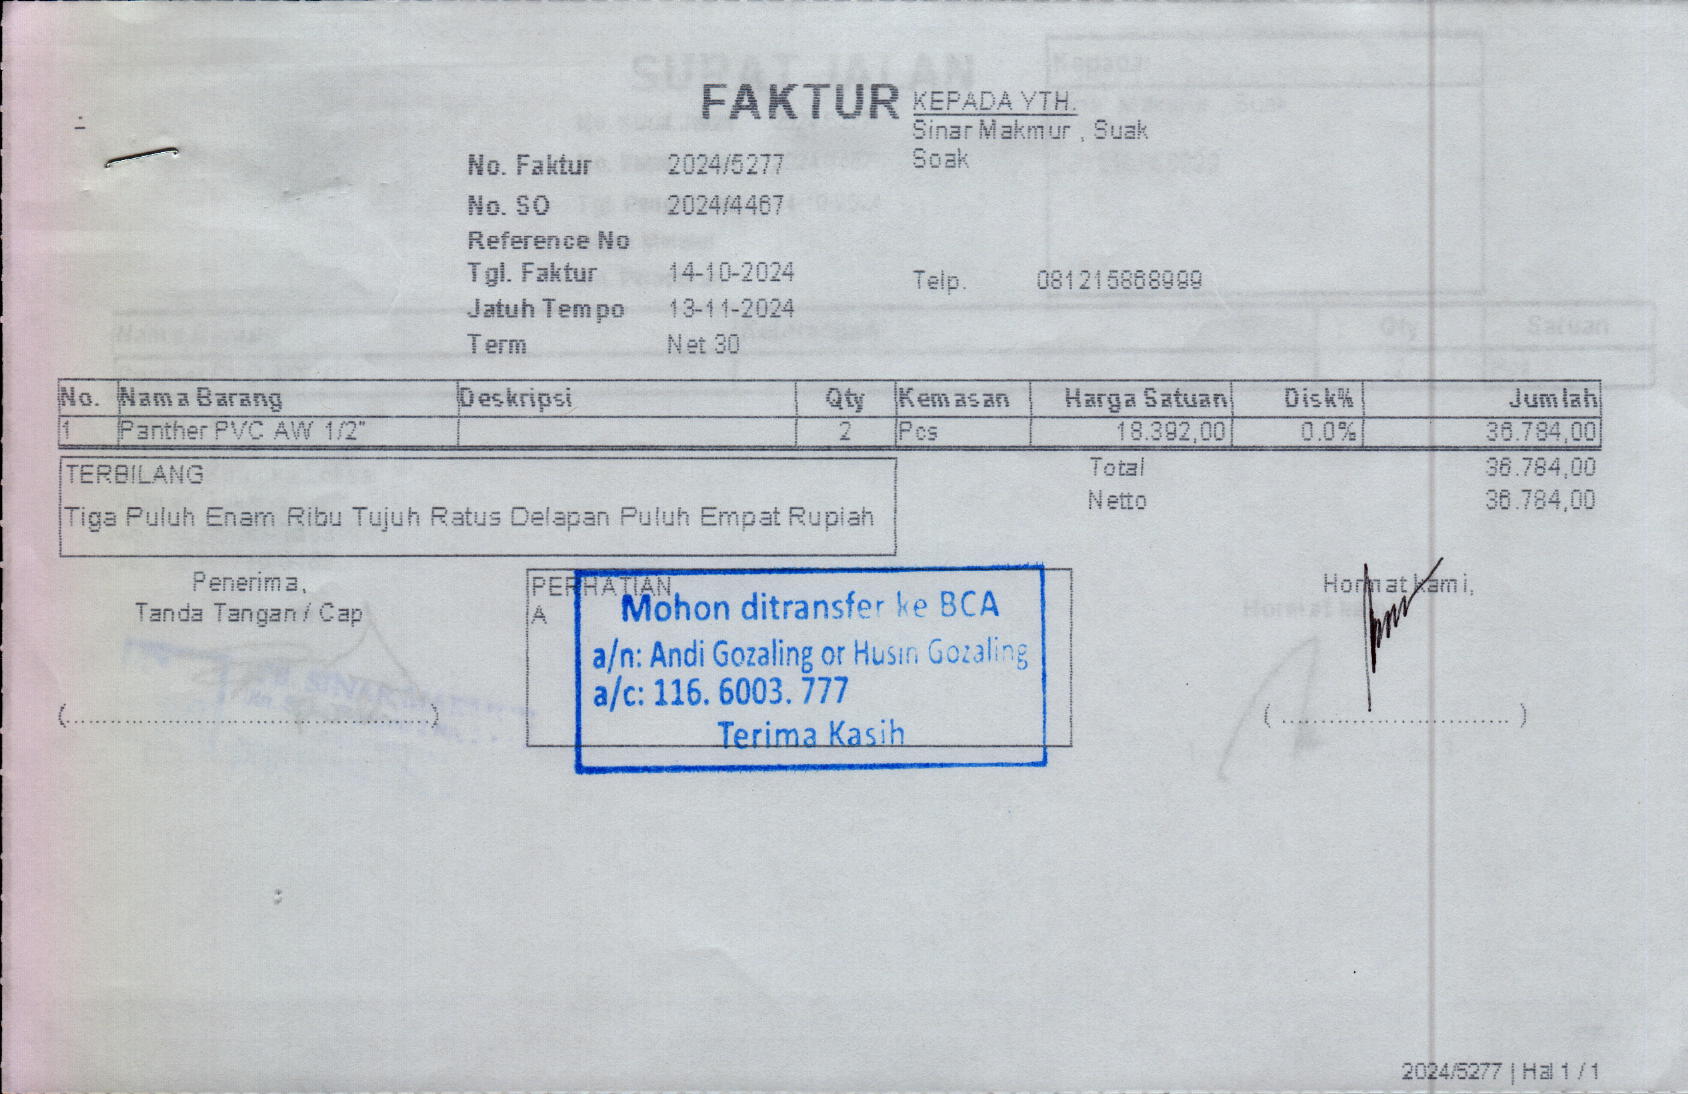 FAKTUR
KEPADA YTH.
Sinar Makmur , Suak
Soak
No. Faktur 2024/5277
No. SO 2024/4467
Reference No
Tgl. Faktur 14-10-2024
Telp. 081215868999
Jatuh Tempo 13-11-2024
Term Net 30
No. Nama Barang Deskripsi Qty Kemasan Harga Satuan Disk% Jumlah
1 Panther PVC AW 1/2" 2 Pcs 18.392,00 0.0% 36.784,00
TERBILANG
Tiga Puluh Enam Ribu Tujuh Ratus Delapan Puluh Empat Rupiah
Total 36.784,00
Netto 36.784,00
Penerima,
Tanda Tangan / Cap
PERHATIAN
A
Mohon ditransfer ke BCA
a/n: Andi Gozaling or Husin Gozaling
a/c: 116. 6003. 777
Terima Kasih
Hormat kami,
(....................................................)
( ............................... )
SURAT JALAN
Kepada
Qty Satuan
2024/5277 | Hal 1 / 1